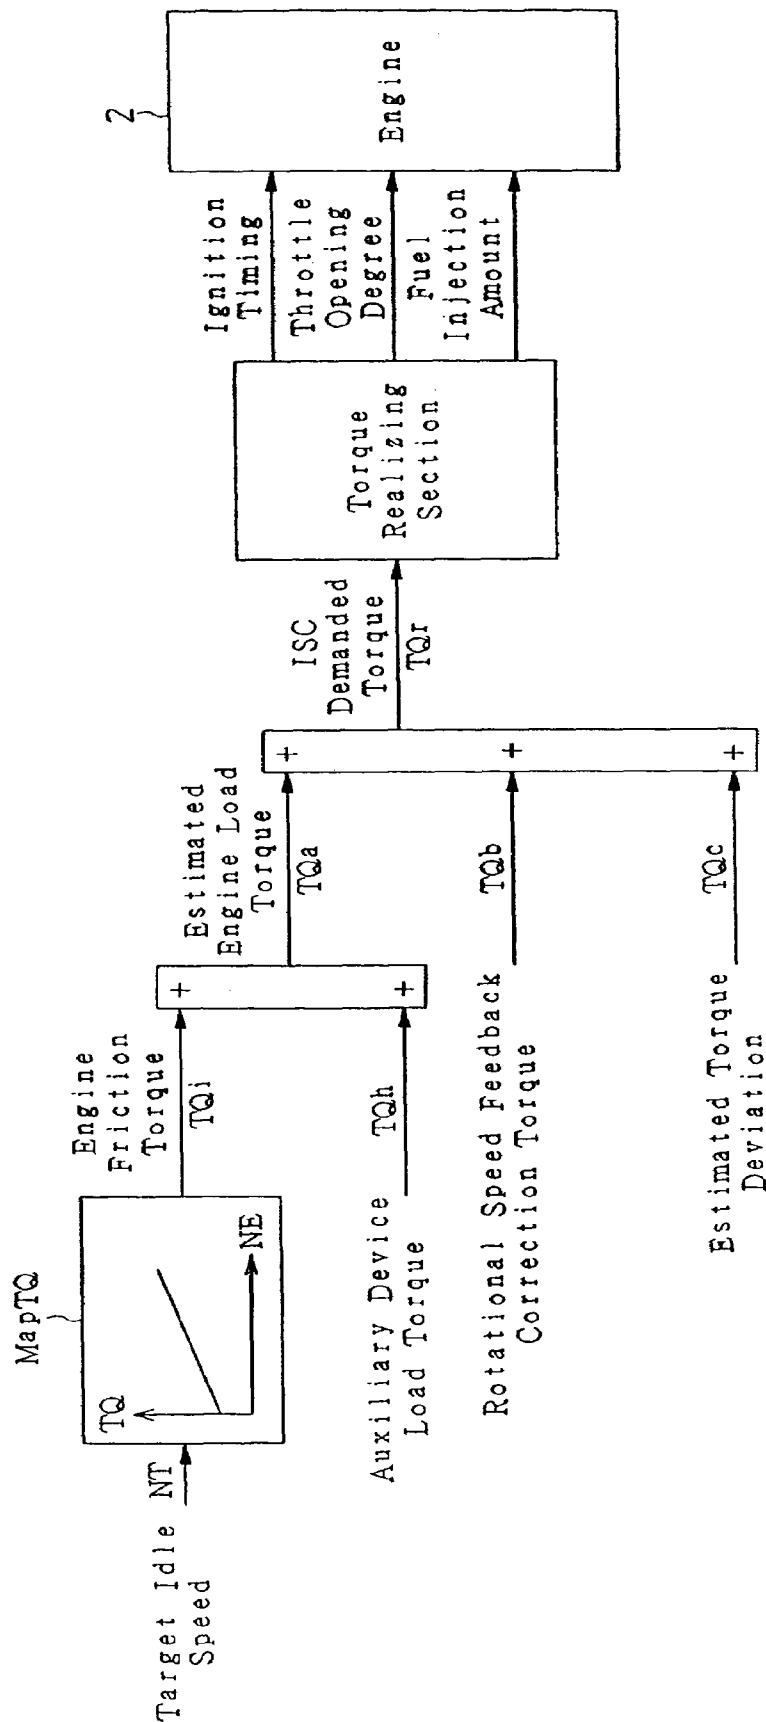 Target Idle
Speed
NT
MapTQ
TQ
NE
Engine
Friction
Torque
TQi
Auxiliary Device
Load Torque
TQh
+
+
Estimated
Engine Load
Torque
TQa
Rotational Speed Feedback
Correction Torque
TQb
Estimated Torque
Deviation
TQc
+
+
+
ISC
Demanded
Torque
TQr
Torque
Realizing
Section
Ignition
Timing
Throttle
Opening
Degree
Fuel
Injection
Amount
2
Engine